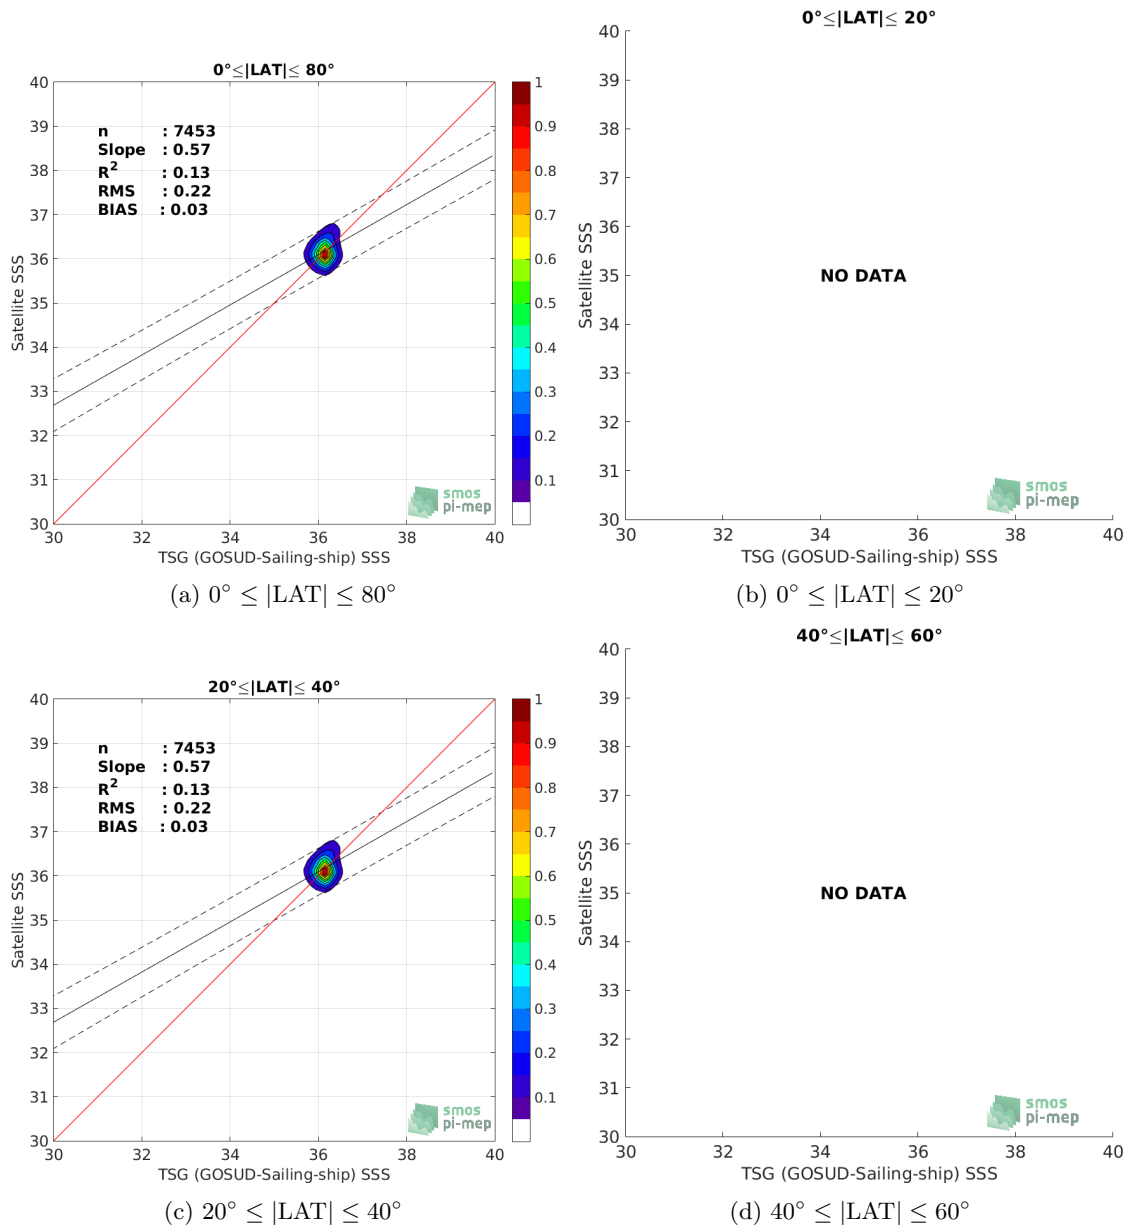 0°≤|LAT|≤ 80°
40
39
38
37
36
35
34
33
32
31
30
n : 7453
Slope : 0.57
R² : 0.13
RMS : 0.22
BIAS : 0.03
Satellite SSS
30 32 34 36 38 40
TSG (GOSUD-Sailing-ship) SSS
smos
pi-mep
1
0.9
0.8
0.7
0.6
0.5
0.4
0.3
0.2
0.1
(a) 0° ≤ |LAT| ≤ 80°
0°≤|LAT|≤ 20°
40
39
38
37
36
35
34
33
32
31
30
Satellite SSS
NO DATA
smos
pi-mep
30 32 34 36 38 40
TSG (GOSUD-Sailing-ship) SSS
(b) 0° ≤ |LAT| ≤ 20°
20°≤|LAT|≤ 40°
40
39
38
37
36
35
34
33
32
31
30
n : 7453
Slope : 0.57
R² : 0.13
RMS : 0.22
BIAS : 0.03
Satellite SSS
30 32 34 36 38 40
TSG (GOSUD-Sailing-ship) SSS
smos
pi-mep
1
0.9
0.8
0.7
0.6
0.5
0.4
0.3
0.2
0.1
(c) 20° ≤ |LAT| ≤ 40°
40°≤|LAT|≤ 60°
40
39
38
37
36
35
34
33
32
31
30
Satellite SSS
NO DATA
smos
pi-mep
30 32 34 36 38 40
TSG (GOSUD-Sailing-ship) SSS
(d) 40° ≤ |LAT| ≤ 60°